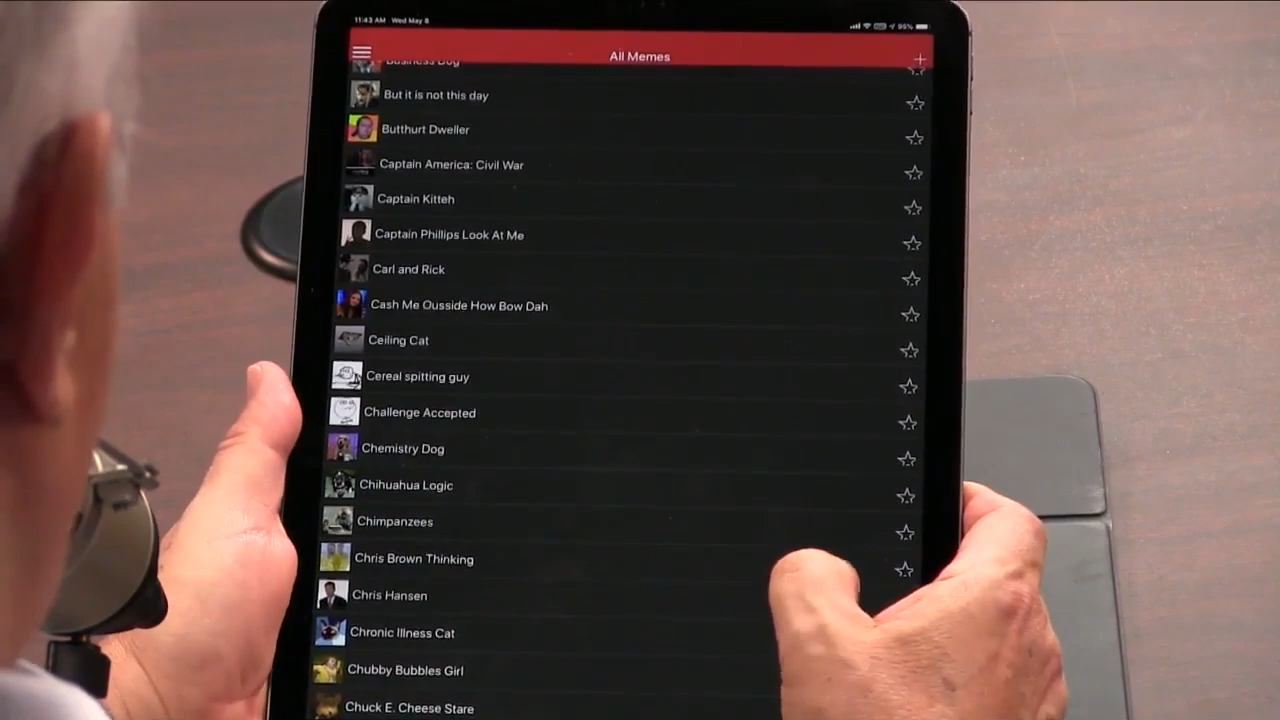 11:43 AM Wed May 8
95%
All Memes
Business Dog
But it is not this day
Butthurt Dweller
Captain America: Civil War
Captain Kitteh
Captain Phillips Look At Me
Carl and Rick
Cash Me Ousside How Bow Dah
Ceiling Cat
Cereal spitting guy
Challenge Accepted
Chemistry Dog
Chihuahua Logic
Chimpanzees
Chris Brown Thinking
Chris Hansen
Chronic Illness Cat
Chubby Bubbles Girl
Chuck E. Cheese Stare